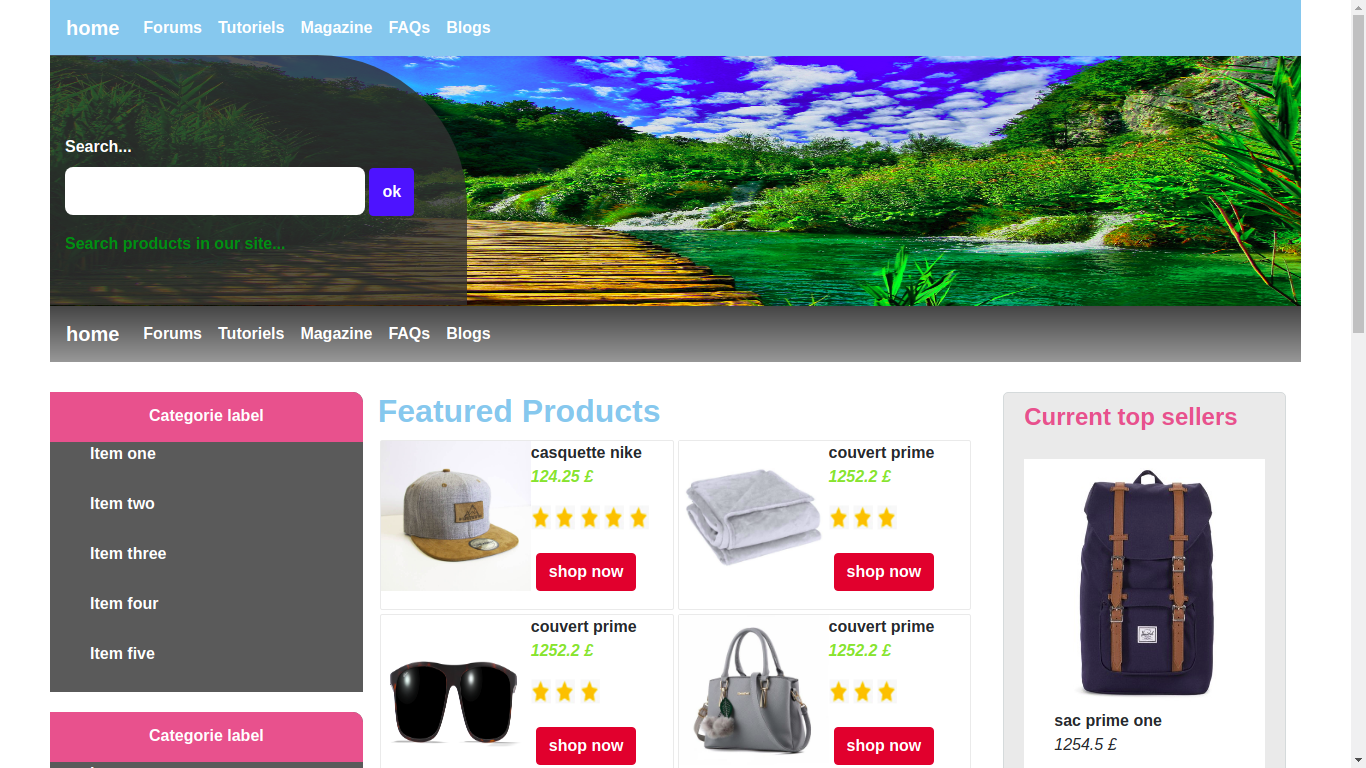 home Forums Tutoriels Magazine FAQs Blogs
Search...
ok
Search products in our site...
home Forums Tutoriels Magazine FAQs Blogs
Categorie label
Item one
Item two
Item three
Item four
Item five
Categorie label
Featured Products
casquette nike
124.25 £
shop now
couvert prime
1252.2 £
shop now
couvert prime
1252.2 £
shop now
couvert prime
1252.2 £
shop now
Current top sellers
sac prime one
1254.5 £